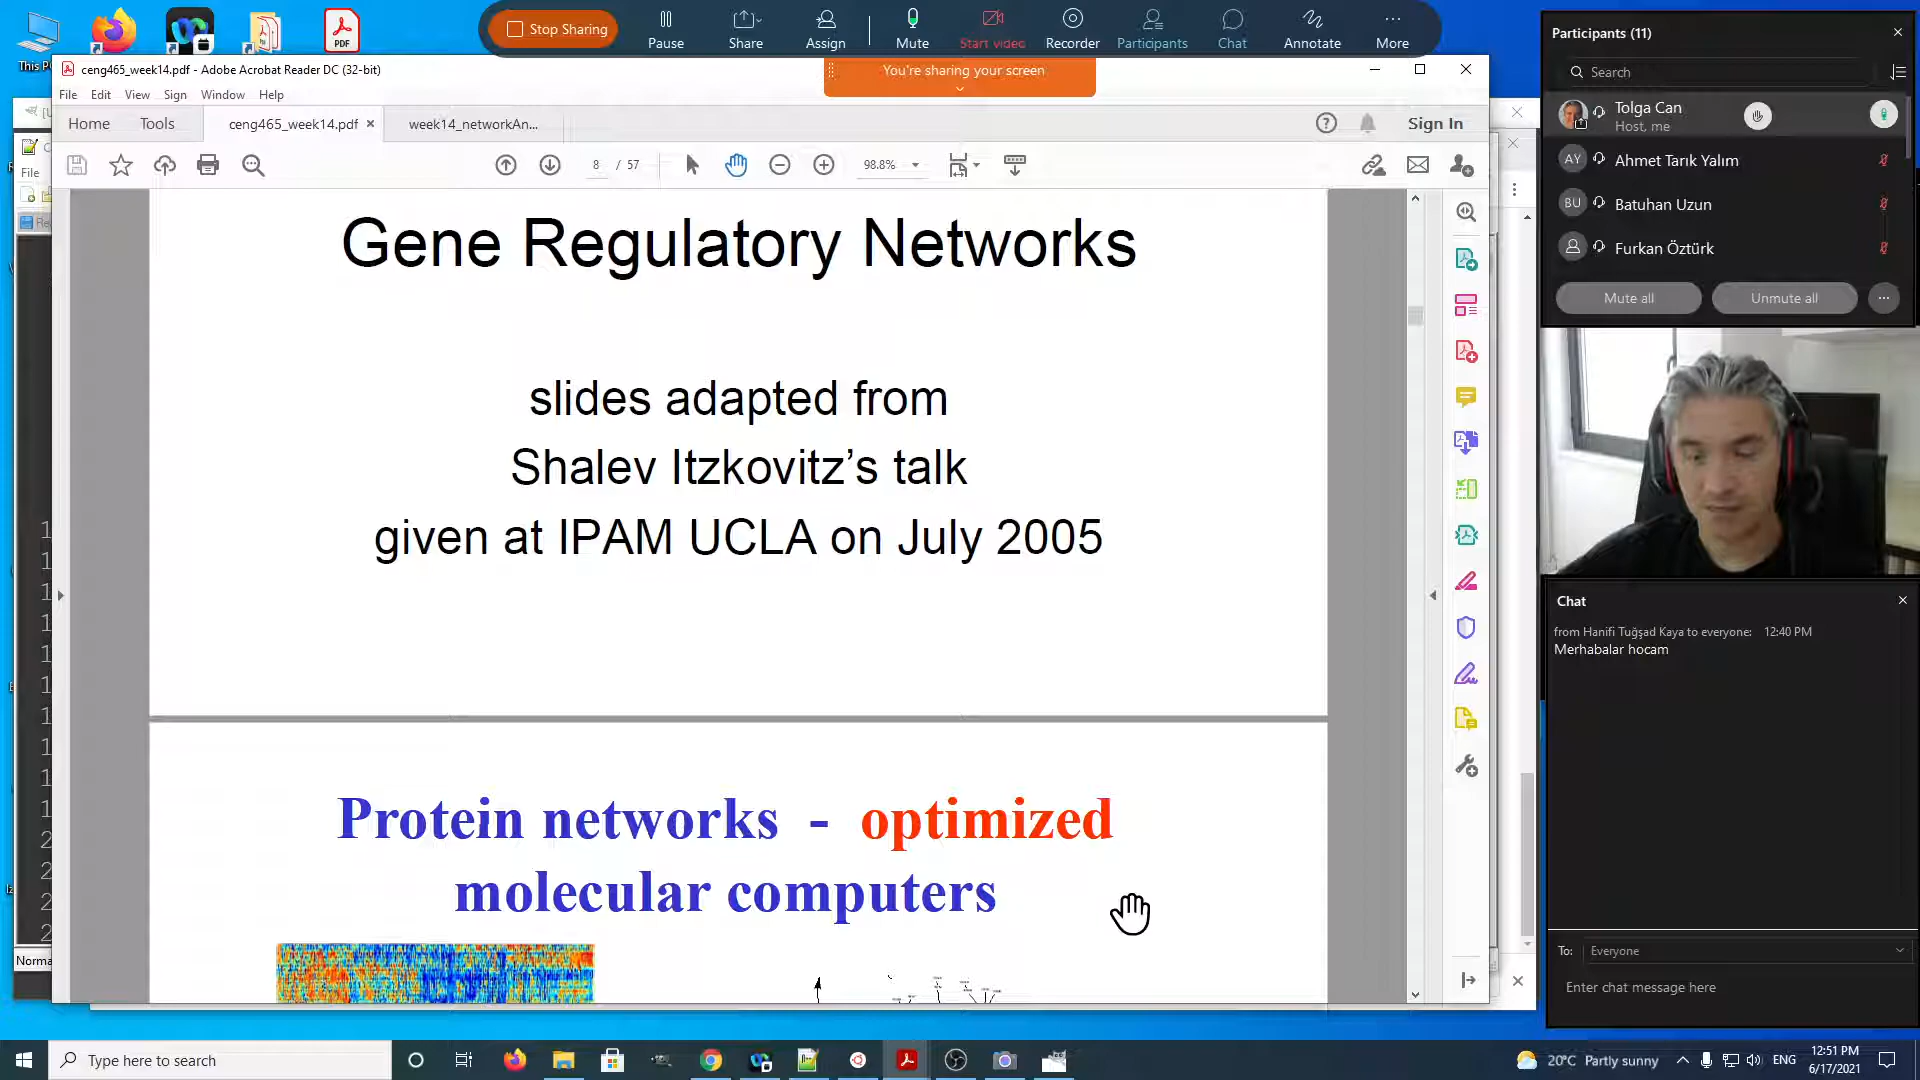 This P
PDF
Stop Sharing
Pause
Share
Assign
Mute
Start video
Recorder
Participants
Chat
Annotate
More
You're sharing your screen
ceng465_week14.pdf - Adobe Acrobat Reader DC (32-bit)
File Edit View Sign Window Help
Home Tools ceng465_week14.pdf week14_networkAn... Sign In
8 / 57 98.8%
Gene Regulatory Networks
slides adapted from
Shalev Itzkovitz's talk
given at IPAM UCLA on July 2005
Protein networks - optimized
molecular computers
File
Norma
Participants (11)
Search
Tolga Can
Host, me
AY Ahmet Tarık Yalım
BU Batuhan Uzun
Furkan Öztürk
Mute all Unmute all
Chat
from Hanifi Tuğşad Kaya to everyone: 12:40 PM
Merhabalar hocam
To: Everyone
Enter chat message here
Type here to search
20°C Partly sunny
ENG
12:51 PM
6/17/2021